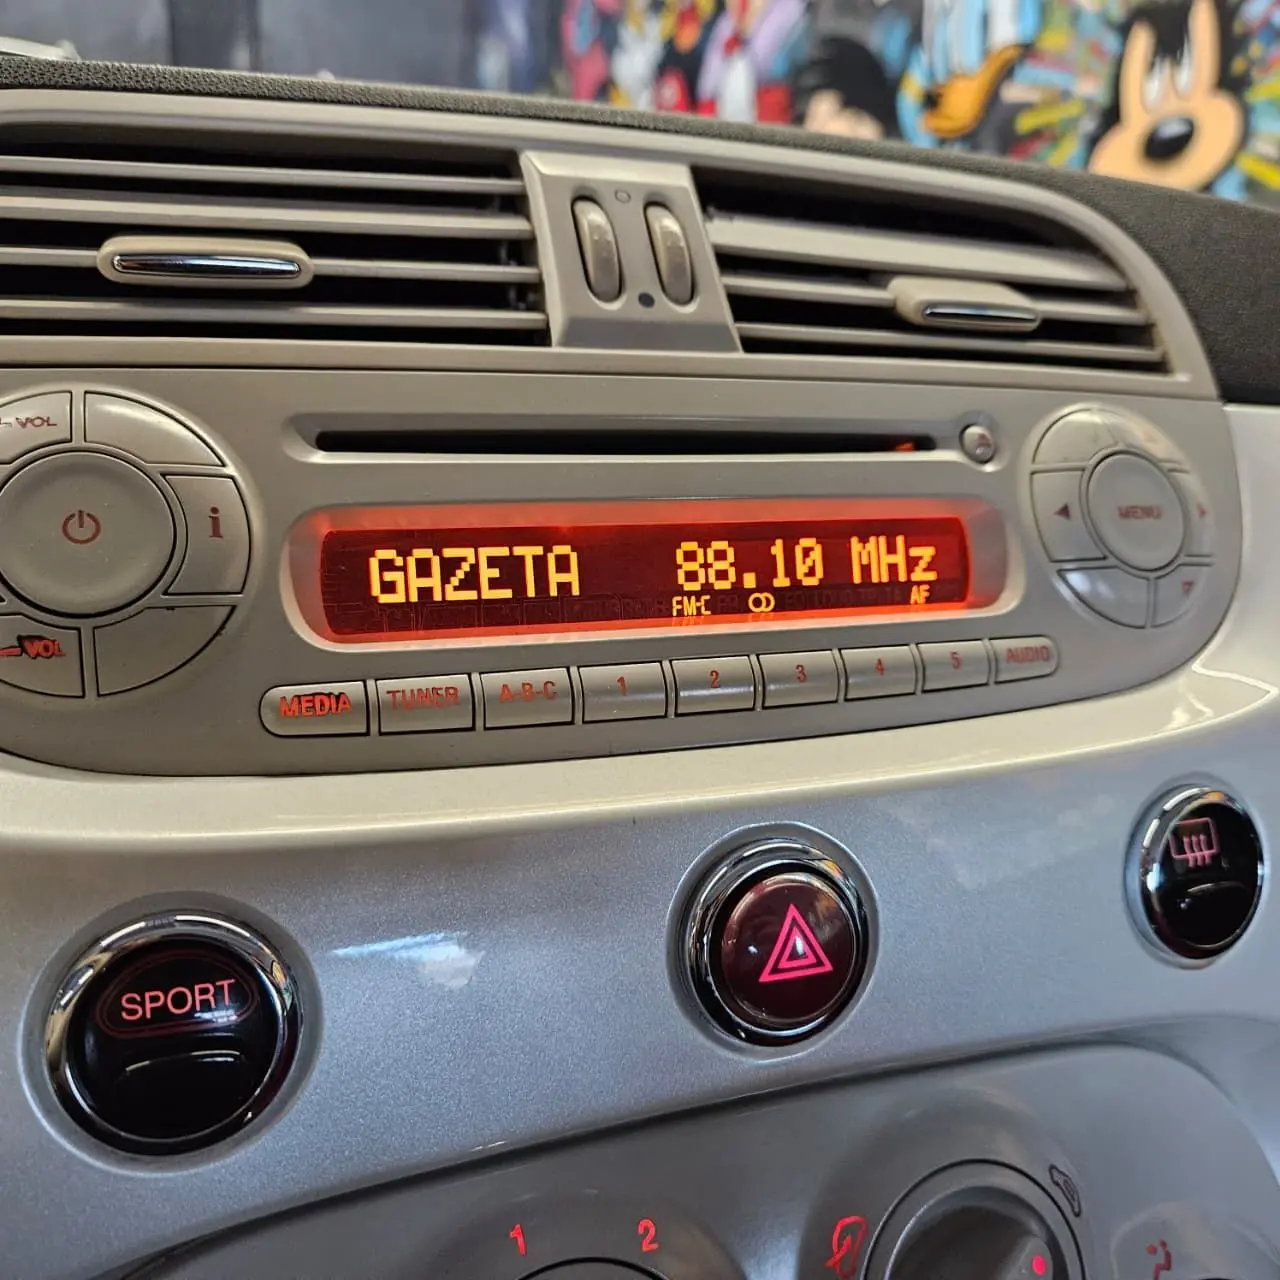 VOL
i
MENU
GAZETA 88.10 MHz
FM-C AF
VOL
MEDIA TUNER A-B-C 1 2 3 4 5 AUDIO
SPORT
1 2